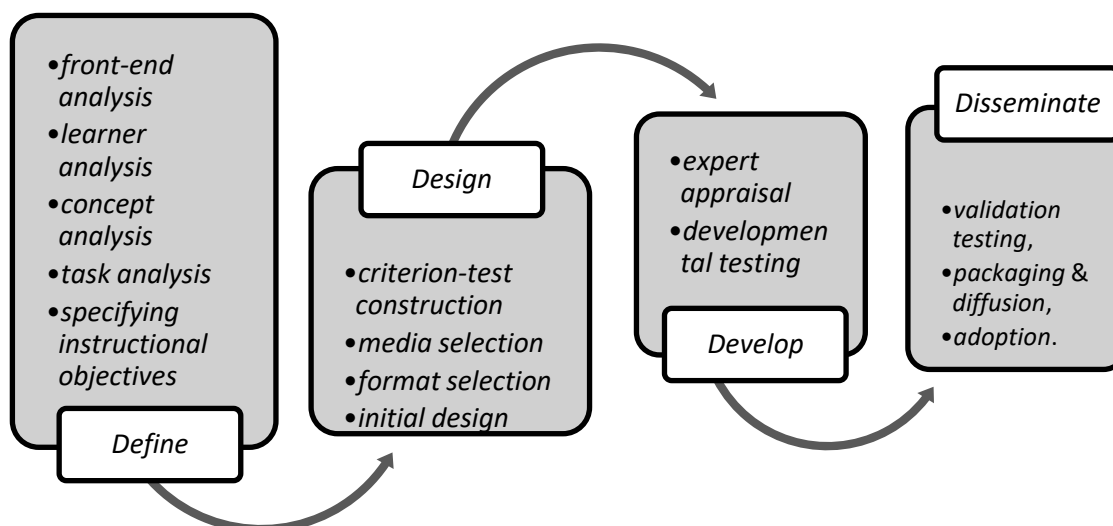 •front-end
analysis
•learner
analysis
•concept
analysis
•task analysis
•specifying
instructional
objectives
Define
Design
•criterion-test
construction
•media selection
•format selection
•initial design
•expert
appraisal
•developmen
tal testing
Develop
Disseminate
•validation
testing,
•packaging &
diffusion,
•adoption.